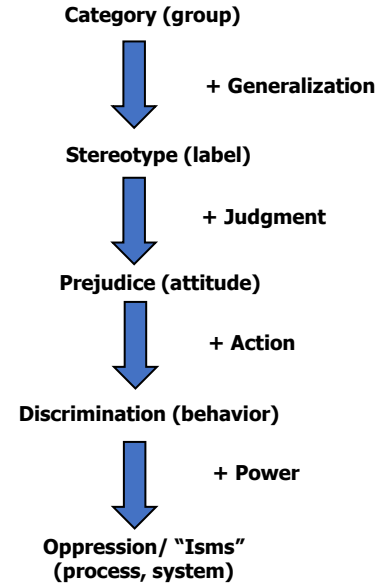 Category (group)
+ Generalization
Stereotype (label)
+ Judgment
Prejudice (attitude)
+ Action
Discrimination (behavior)
+ Power
Oppression/ “Isms”
(process, system)